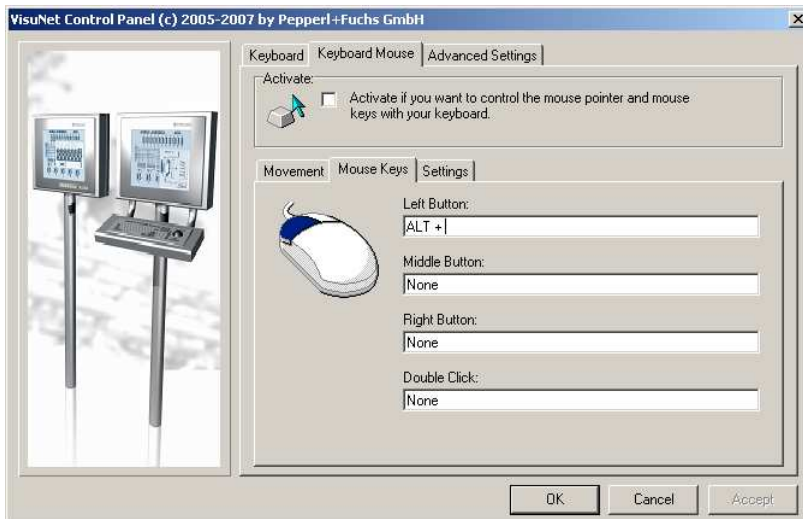 VisuNet Control Panel (c) 2005-2007 by Pepperl+Fuchs GmbH
Keyboard Keyboard Mouse Advanced Settings
Activate:
Activate if you want to control the mouse pointer and mouse
keys with your keyboard.
Movement Mouse Keys Settings
Left Button:
ALT +
Middle Button:
None
Right Button:
None
Double Click:
None
OK Cancel Accept